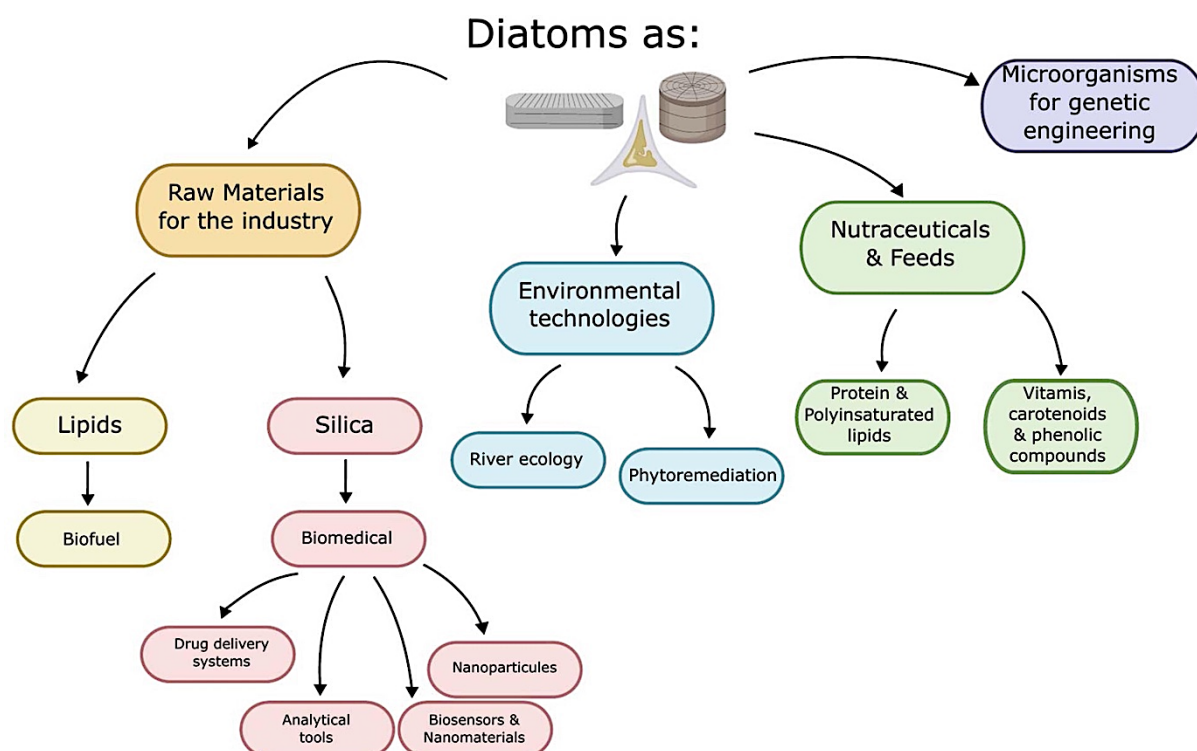 Diatoms as:
Microorganisms
for genetic
engineering
Raw Materials
for the industry
Nutraceuticals
& Feeds
Environmental
technologies
Lipids
Silica
Protein &
Polyinsaturated
lipids
Vitamis,
carotenoids
& phenolic
compounds
River ecology
Phytoremediation
Biofuel
Biomedical
Drug delivery
systems
Nanoparticules
Analytical
tools
Biosensors &
Nanomaterials